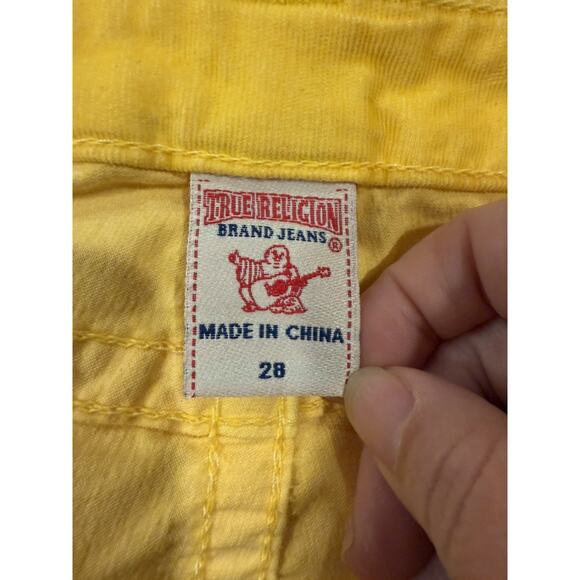 TRUE RELIGION
BRAND JEANS®
MADE IN CHINA
28